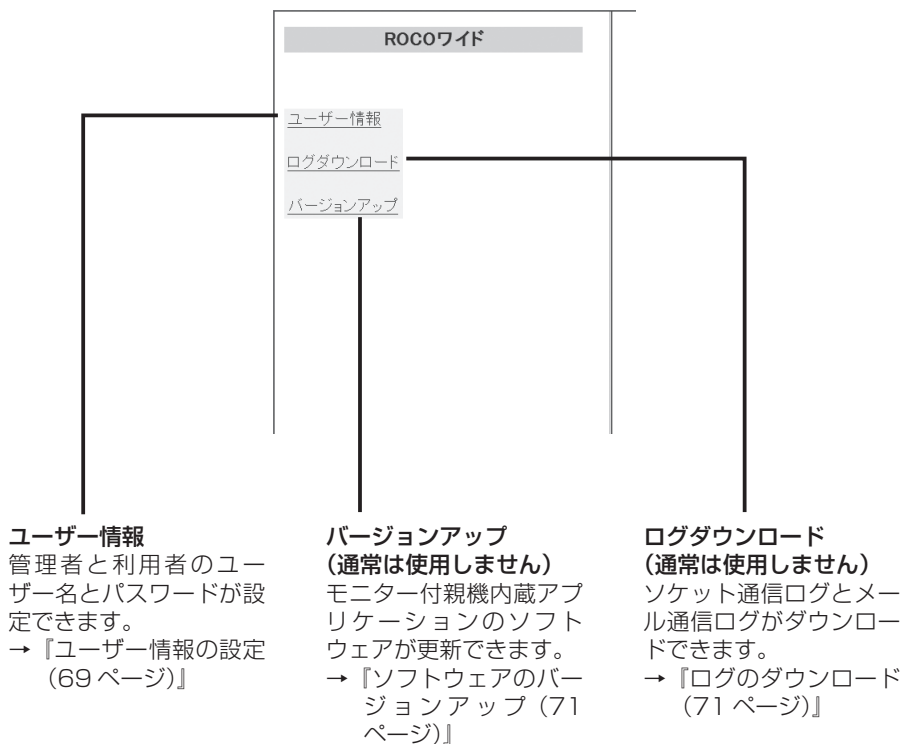 ROCOワイド
ユーザー情報
ログダウンロード
バージョンアップ
ユーザー情報
管理者と利用者のユー
ザー名とパスワードが設
定できます。
→『ユーザー情報の設定
（69 ページ）』
バージョンアップ
（通常は使用しません）
モニター付親機内蔵アプ
リケーションのソフト
ウェアが更新できます。
→『ソフトウェアのバー
ジョンアップ（71
ページ）』
ログダウンロード
（通常は使用しません）
ソケット通信ログとメー
ル通信ログがダウンロー
ドできます。
→『ログのダウンロード
（71 ページ）』